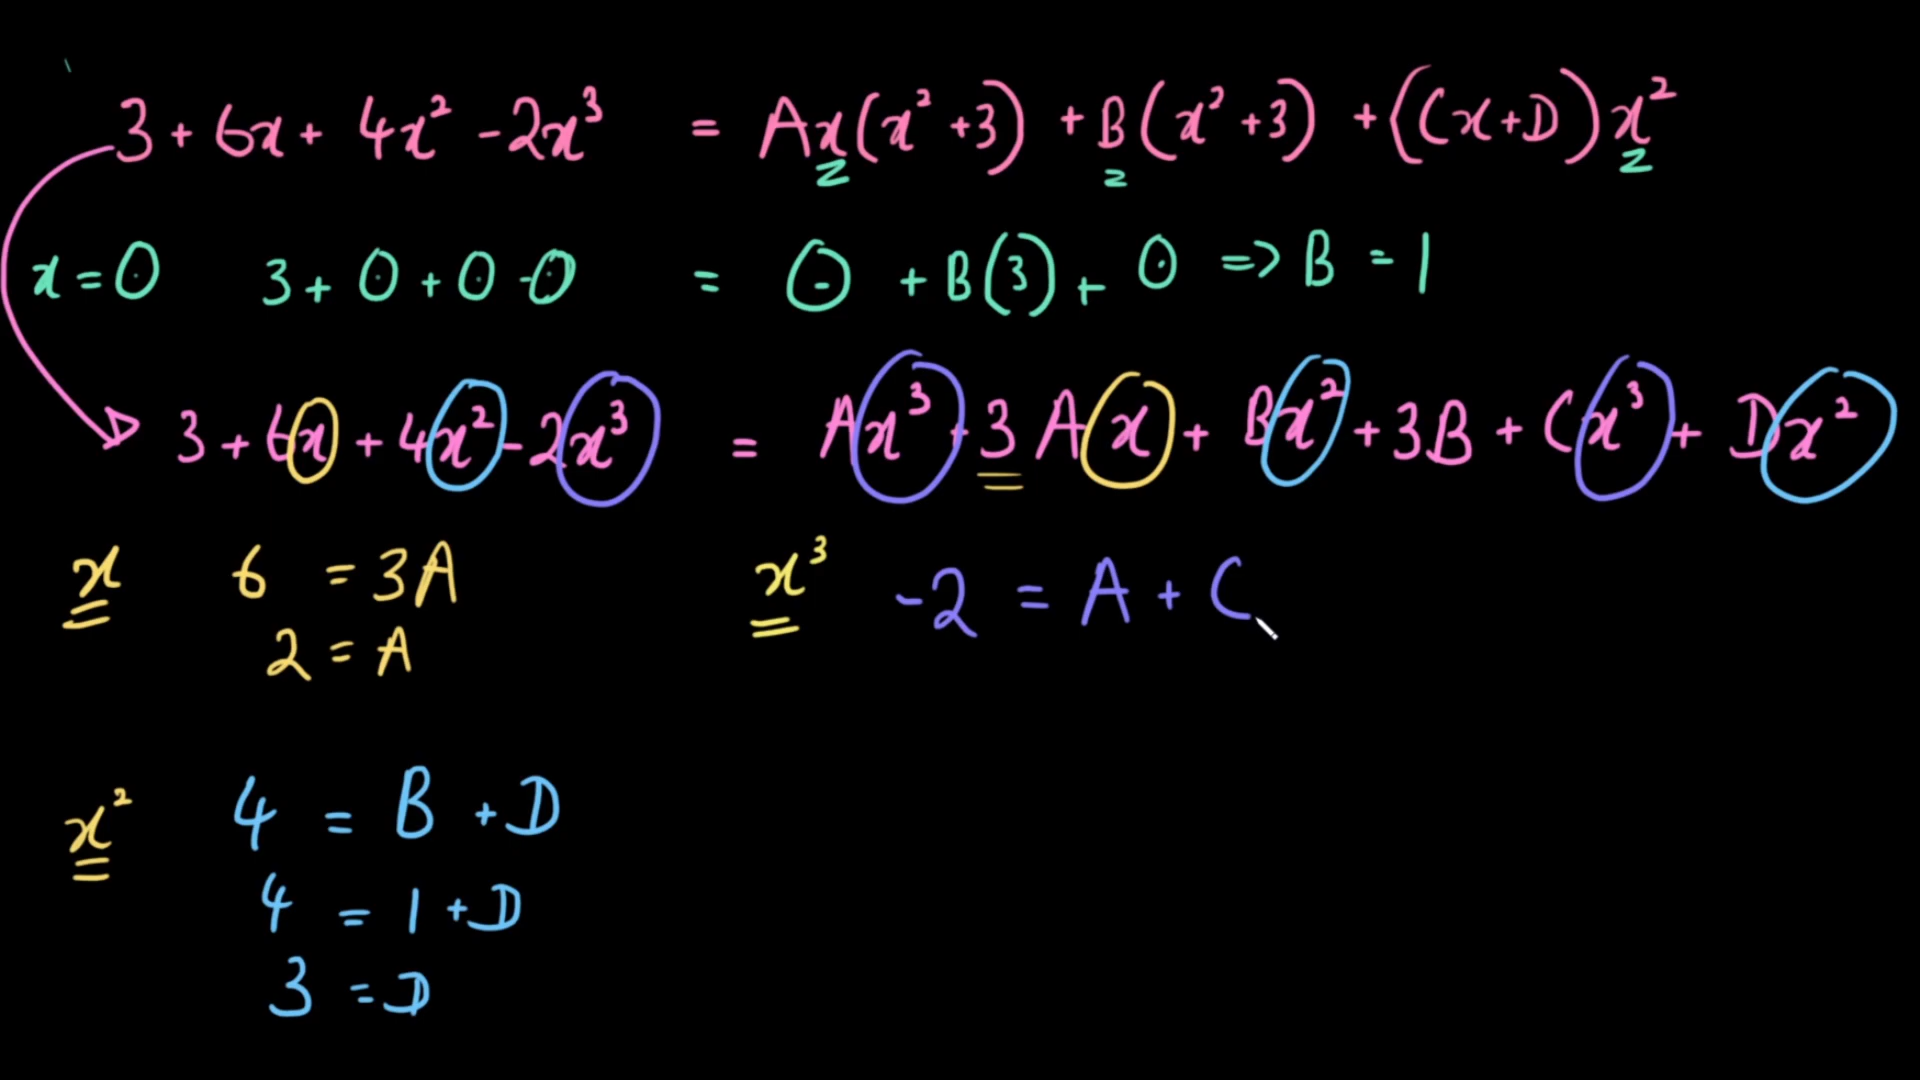 3 + 6x + 4x² - 2x³ = Ax(x² + 3) + B(x² + 3) + (Cx + D)x²
x = 0 3 + 0 + 0 - 0 = 0 + B(3) + 0 ⇒ B = 1
3 + 6x + 4x² - 2x³ = Ax³ + 3Ax + Bx² + 3B + Cx³ + Dx²
x 6 = 3A
2 = A
x³ -2 = A + C
x² 4 = B + D
4 = 1 + D
3 = D